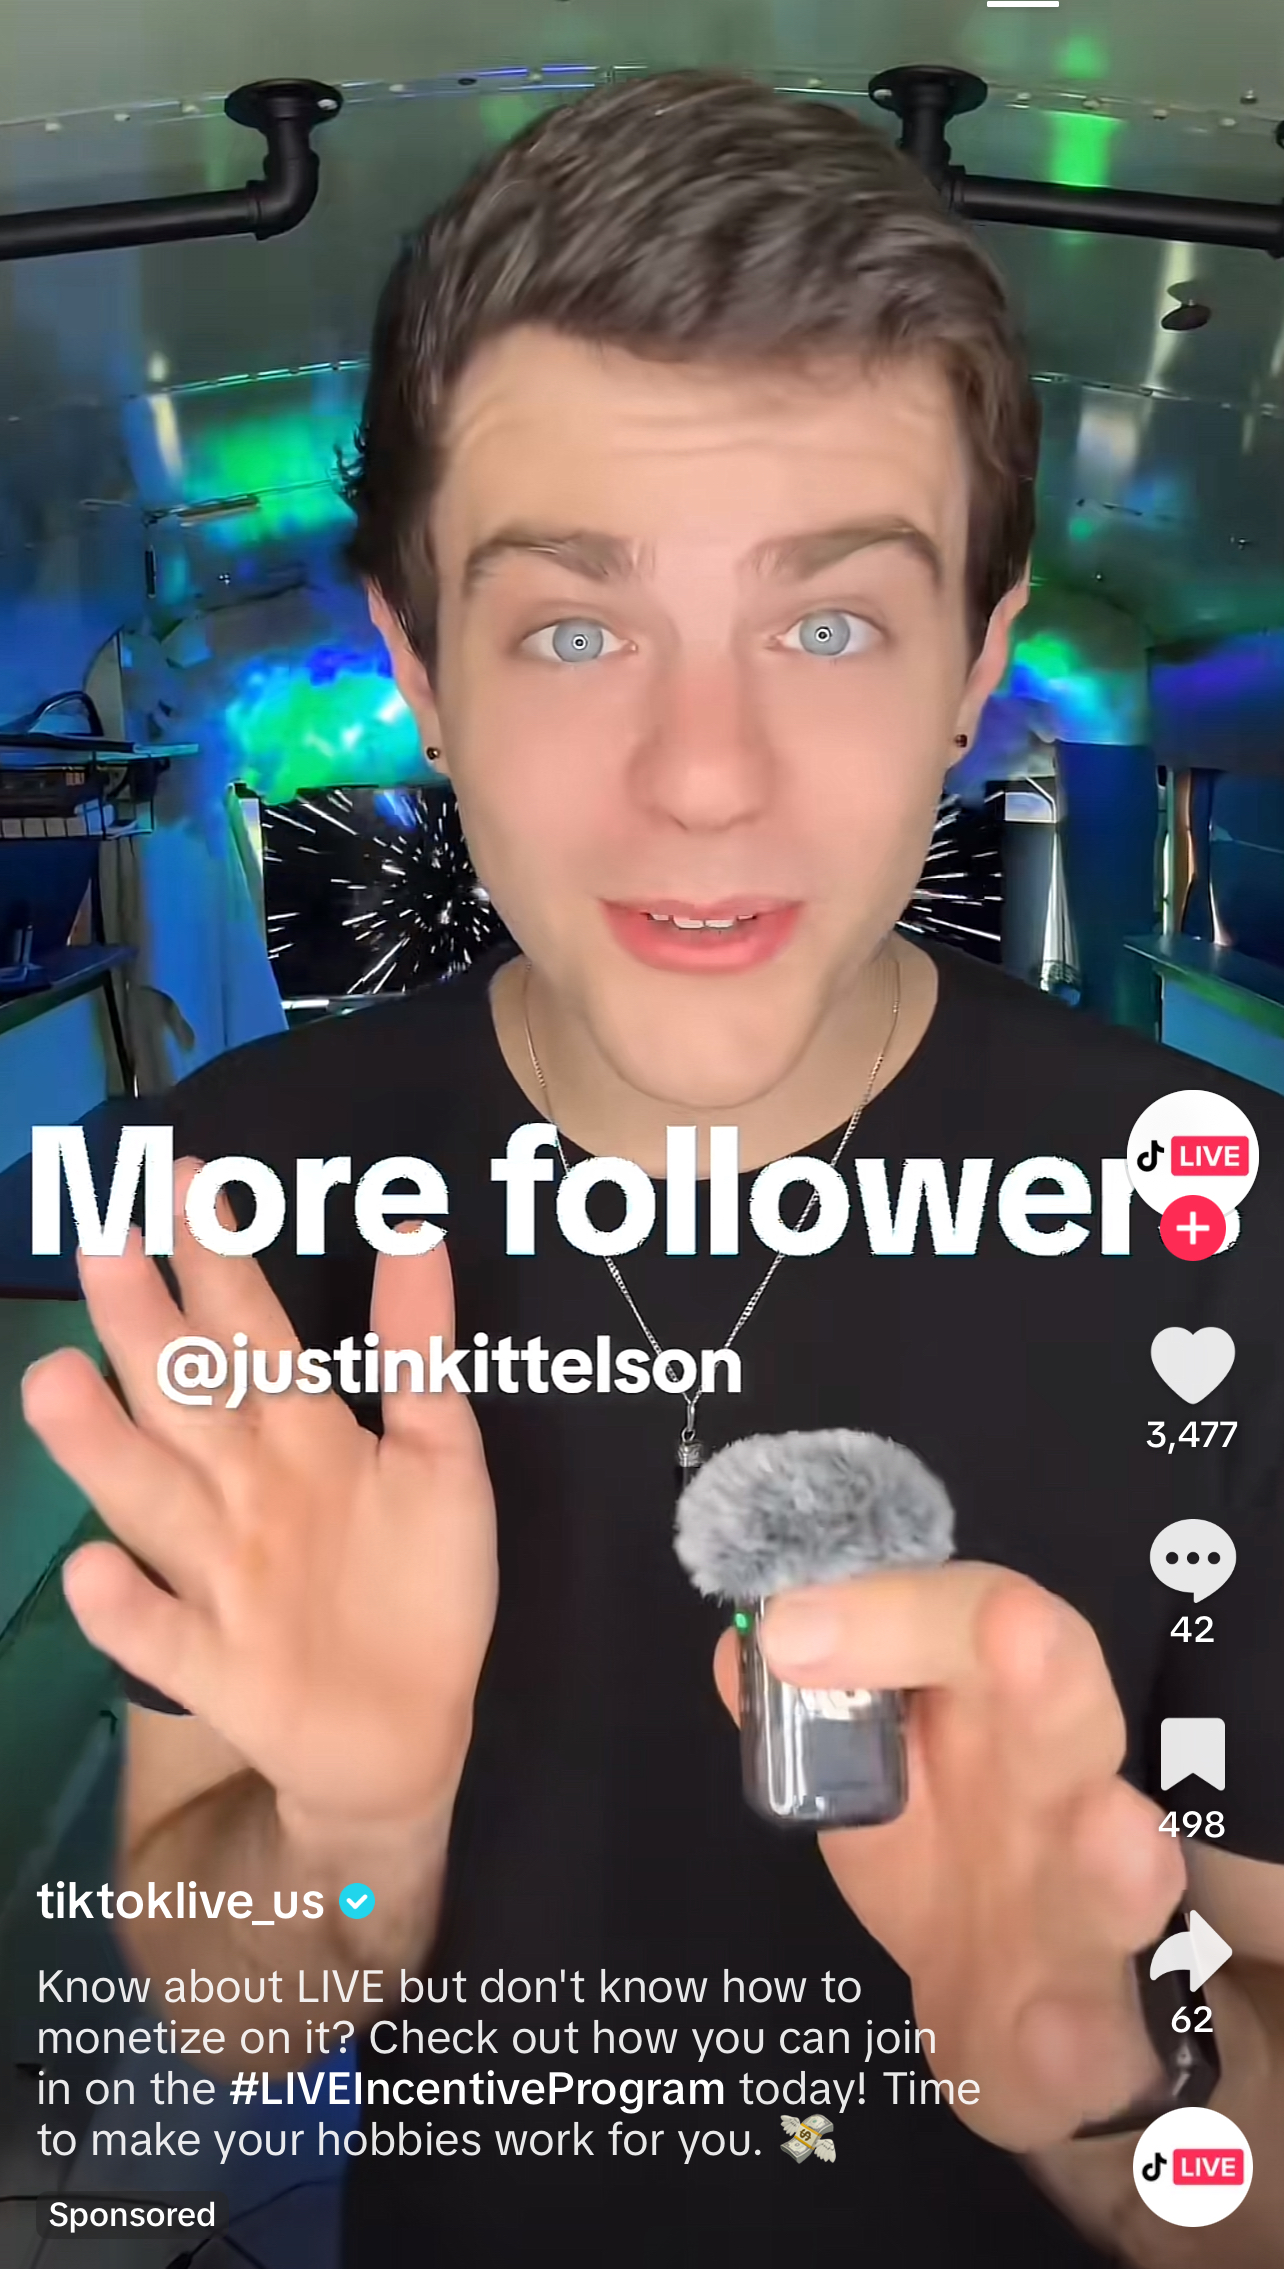 More followers
LIVE
@justinkittelson
3,477
42
498
tiktoklive_us
62
Know about LIVE but don't know how to
monetize on it? Check out how you can join
in on the #LIVEIncentiveProgram today! Time
to make your hobbies work for you. 💸
LIVE
Sponsored